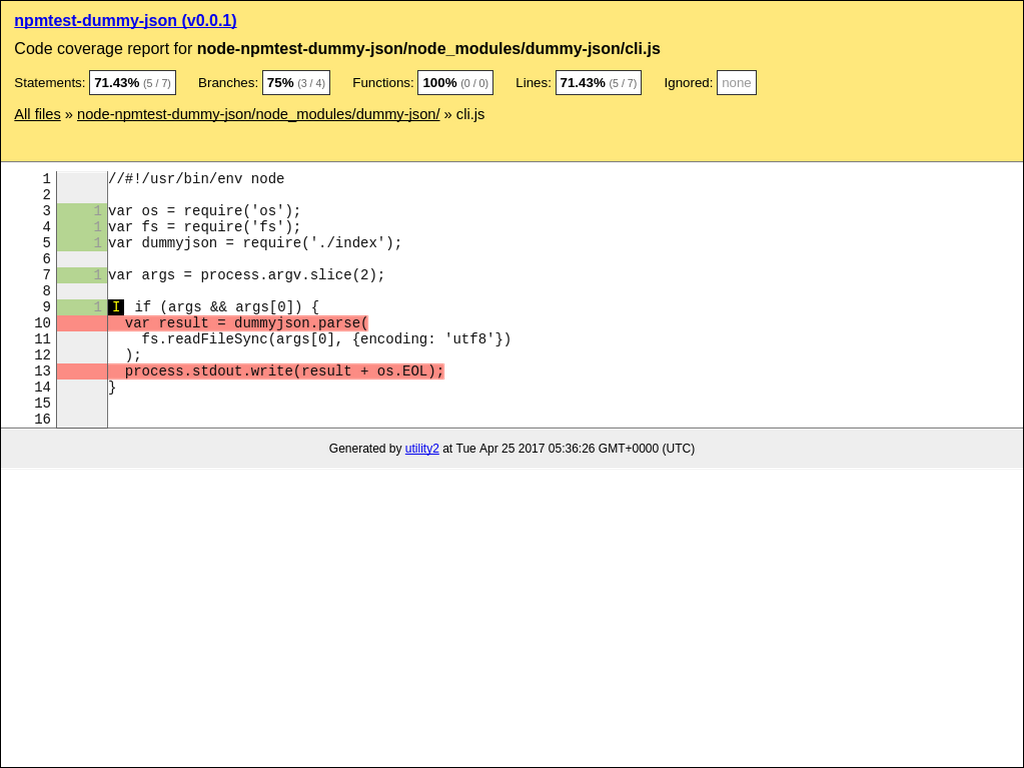 npmtest-dummy-json (v0.0.1)
Code coverage report for node-npmtest-dummy-json/node_modules/dummy-json/cli.js
Statements: 71.43% (5 / 7) Branches: 75% (3 / 4) Functions: 100% (0 / 0) Lines: 71.43% (5 / 7) Ignored: none
All files » node-npmtest-dummy-json/node_modules/dummy-json/ » cli.js
1 //#!/usr/bin/env node
2
3 1 var os = require('os');
4 1 var fs = require('fs');
5 1 var dummyjson = require('./index');
6
7 1 var args = process.argv.slice(2);
8
9 1 I if (args && args[0]) {
10 var result = dummyjson.parse(
11 fs.readFileSync(args[0], {encoding: 'utf8'})
12 );
13 process.stdout.write(result + os.EOL);
14 }
15
16
Generated by utility2 at Tue Apr 25 2017 05:36:26 GMT+0000 (UTC)